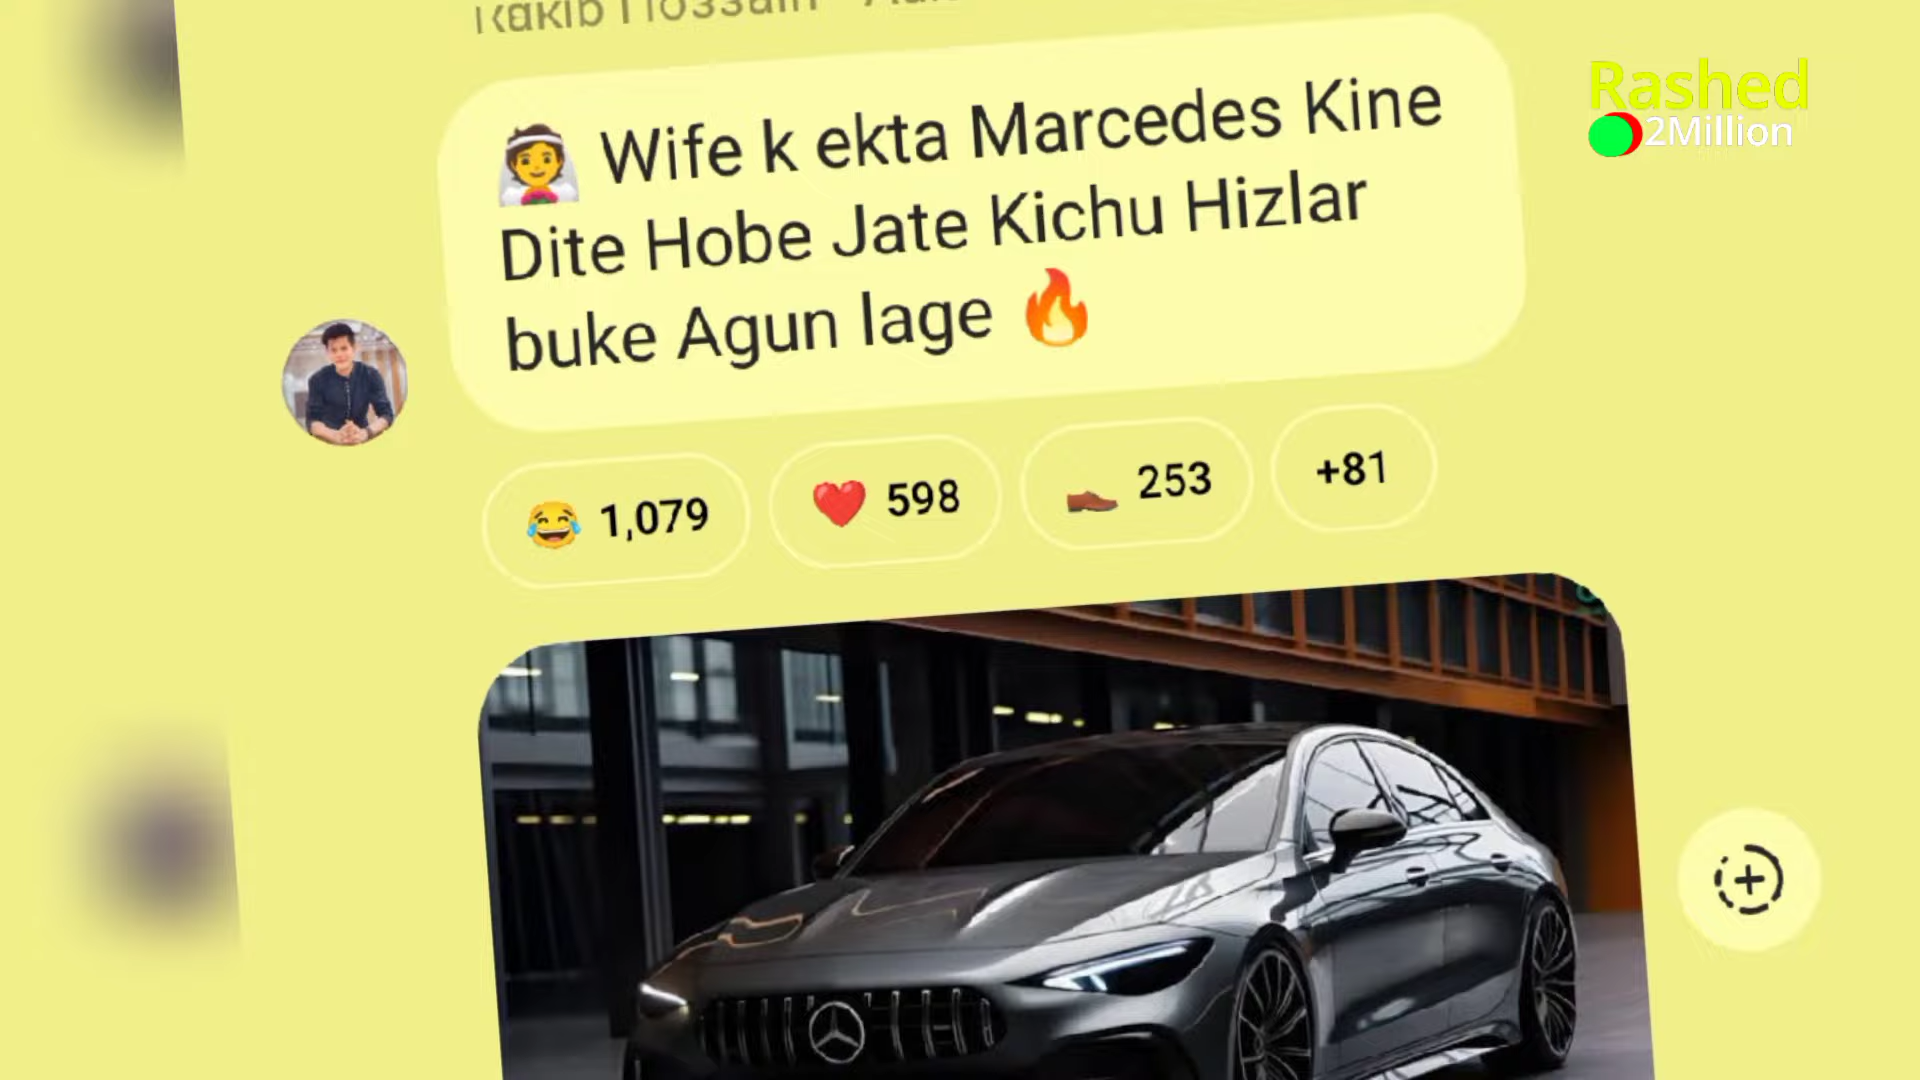 Rashed
2Million
👰 Wife k ekta Marcedes Kine
Dite Hobe Jate Kichu Hizlar
buke Agun lage 🔥
😂 1,079 ❤️ 598 👞 253 +81